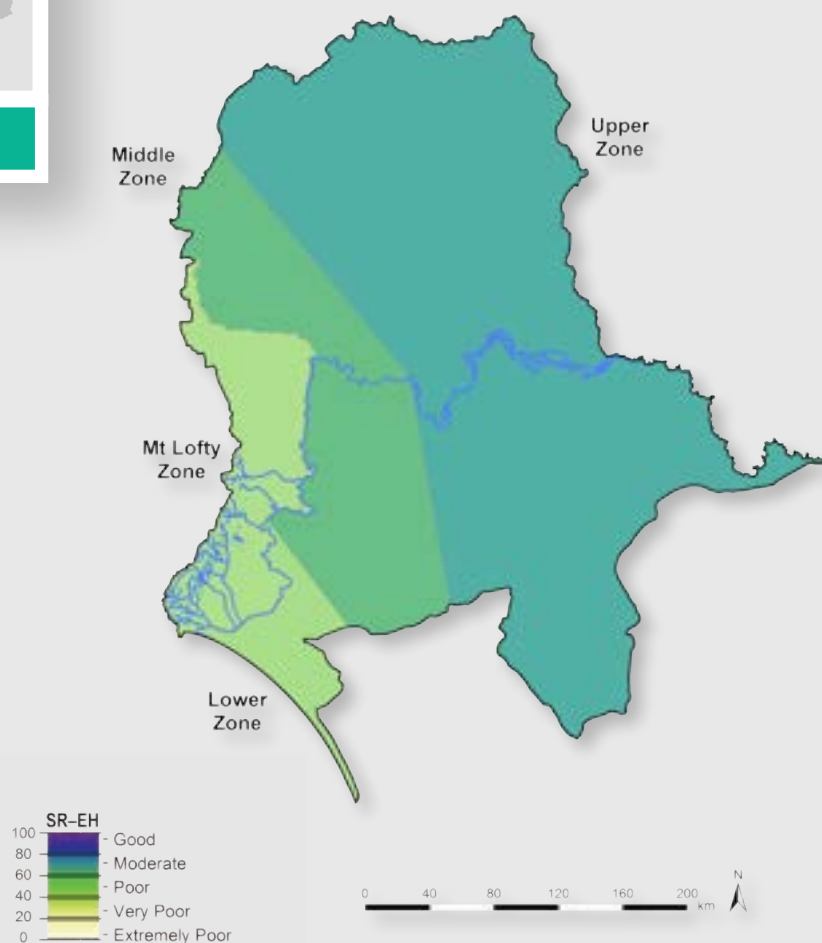 Upper
Zone
Middle
Zone
Mt Lofty
Zone
Lower
Zone
SR–EH
100
80
60
40
20
0
- Good
- Moderate
- Poor
- Very Poor
- Extremely Poor
0 40 80 120 160 200
km
N